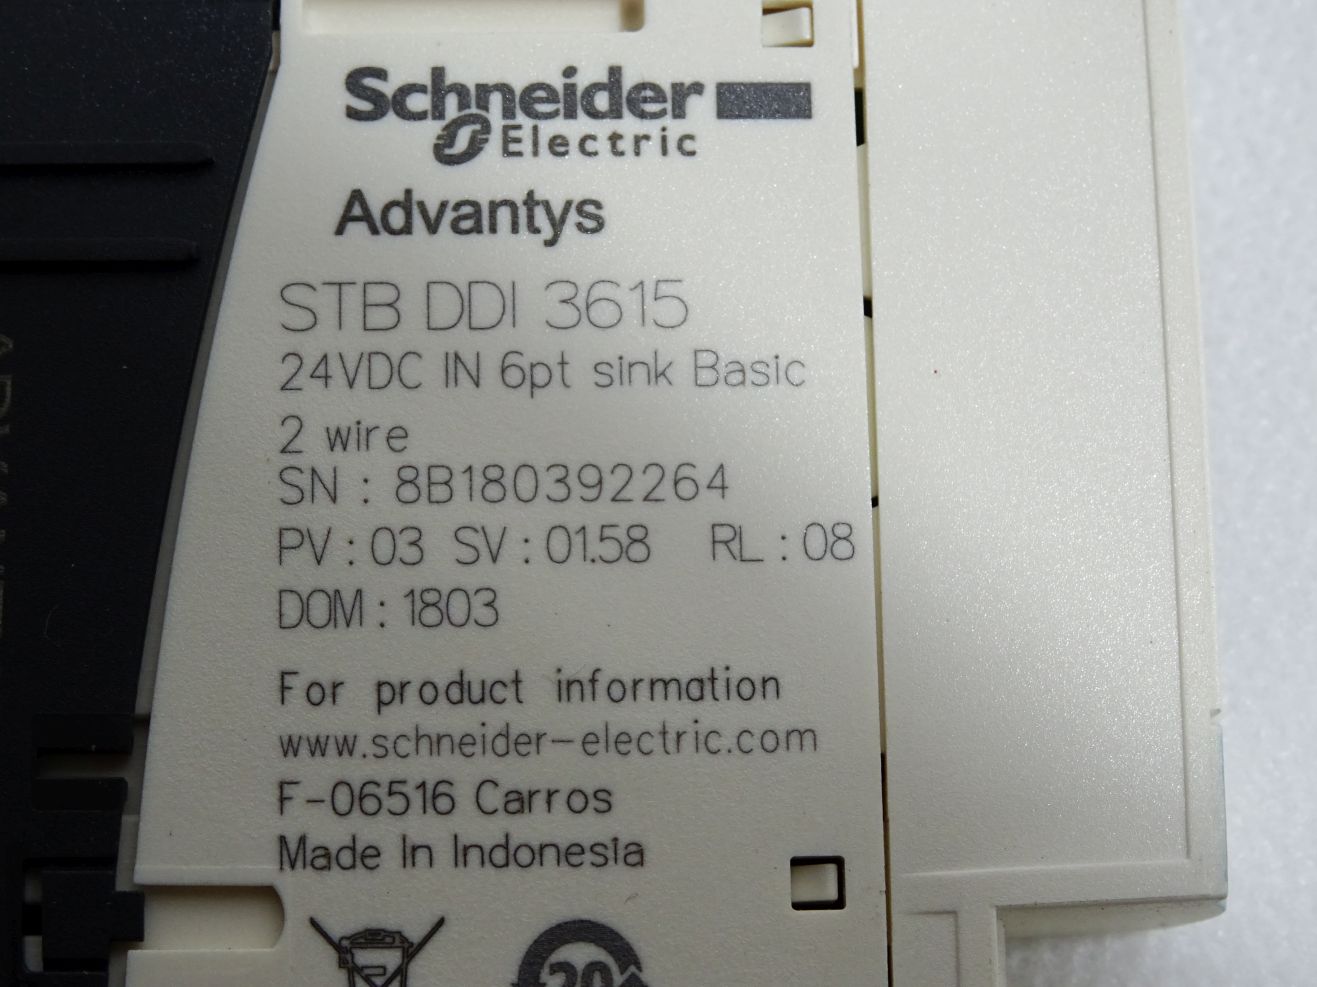 Schneider
Electric
Advantys
STB DDI 3615
24VDC IN 6pt sink Basic
2 wire
SN : 8B180392264
PV : 03 SV : 01.58 RL : 08
DOM : 1803
For product information
www.schneider-electric.com
F-06516 Carros
Made In Indonesia
20